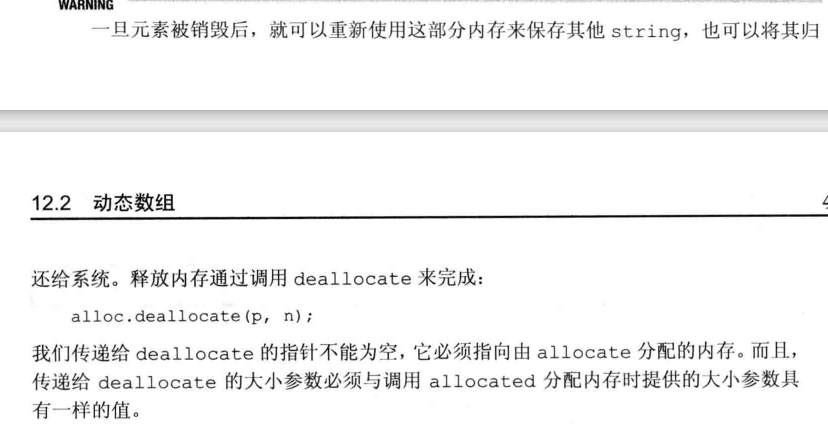 WARNING
一旦元素被销毁后，就可以重新使用这部分内存来保存其他 string，也可以将其归
12.2 动态数组
还给系统。释放内存通过调用 deallocate 来完成：
alloc.deallocate(p, n);
我们传递给 deallocate 的指针不能为空，它必须指向由 allocate 分配的内存。而且，
传递给 deallocate 的大小参数必须与调用 allocated 分配内存时提供的大小参数具
有一样的值。